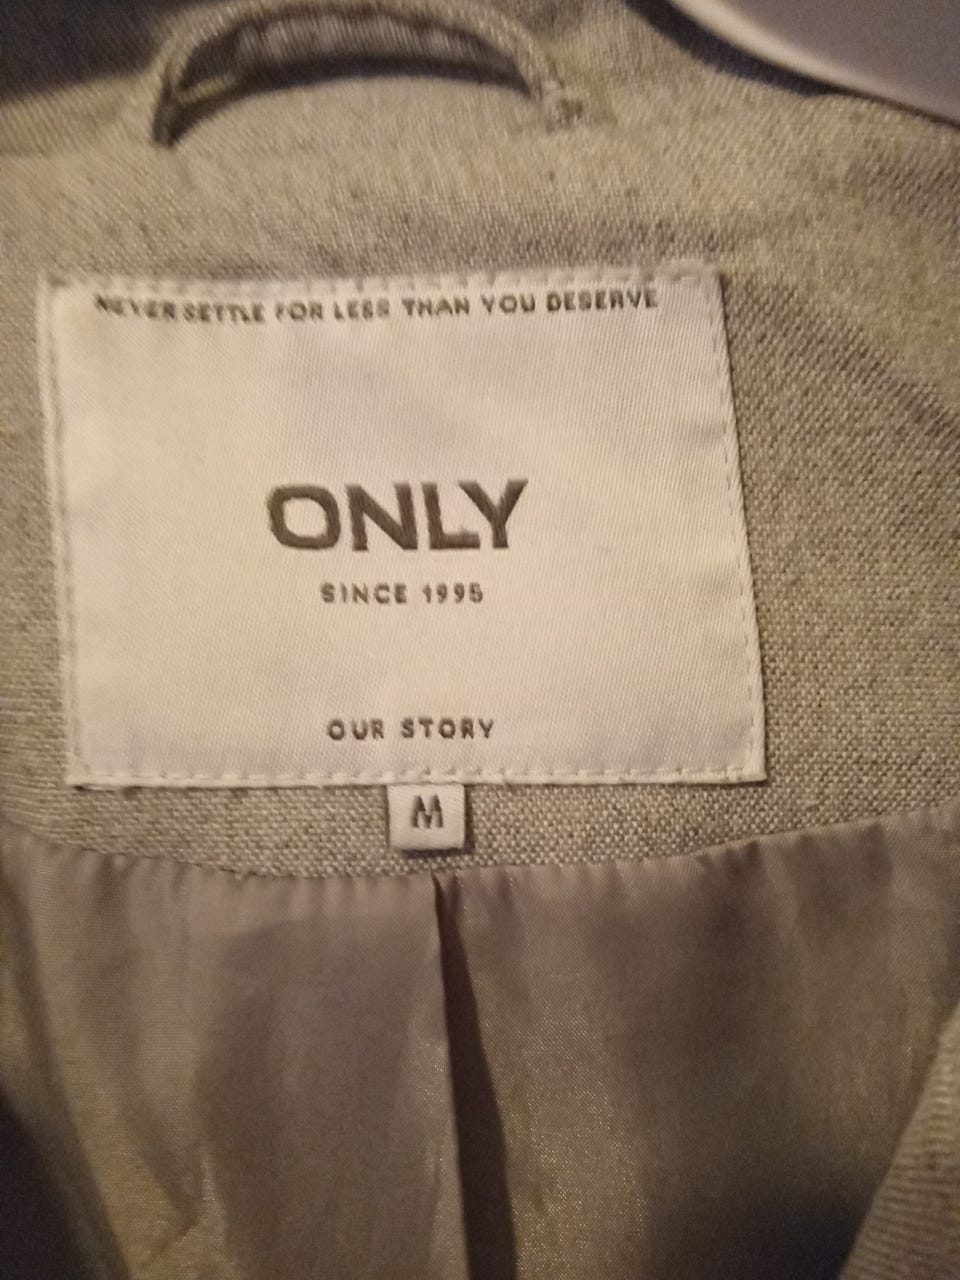 NEVER SETTLE FOR LESS THAN YOU DESERVE
ONLY
SINCE 1995
OUR STORY
M